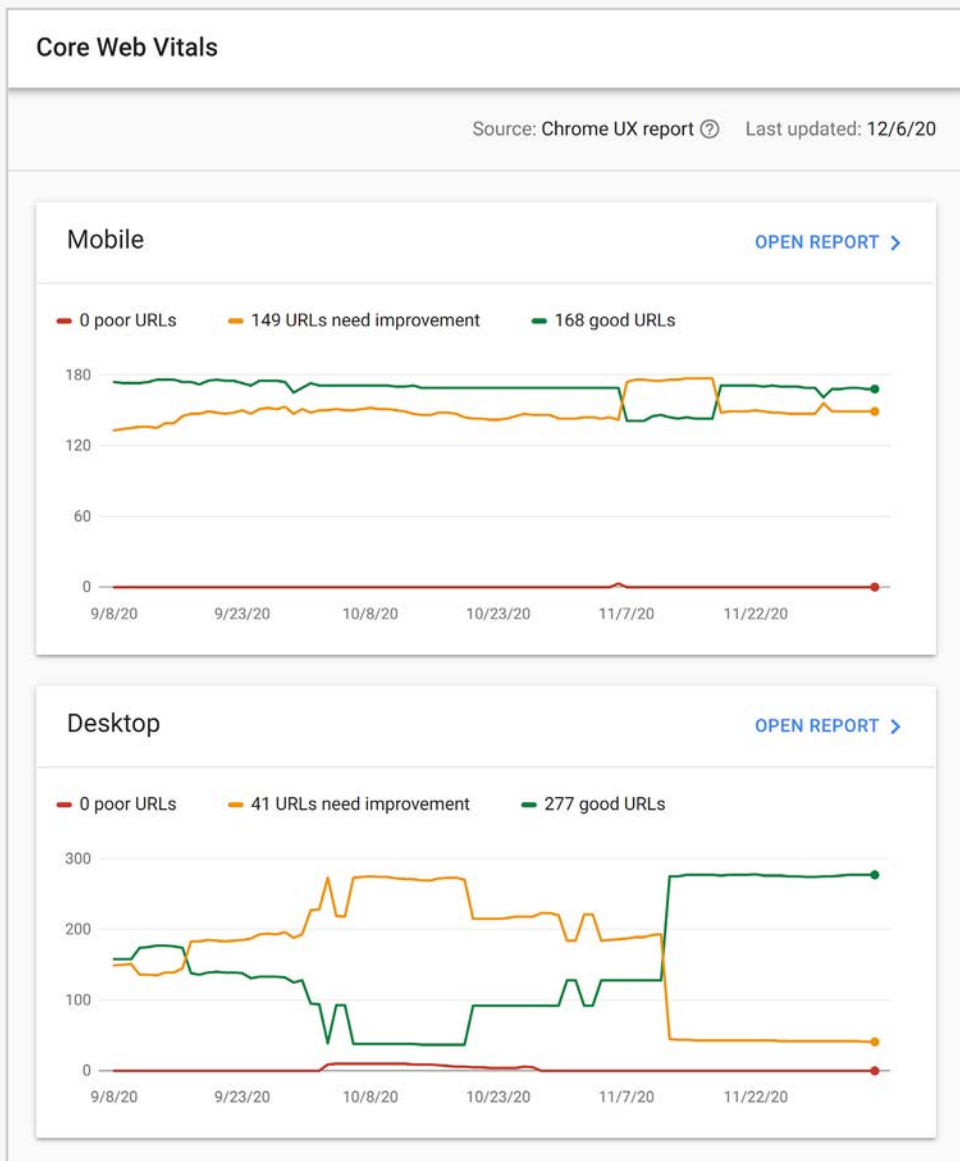 Core Web Vitals
Source: Chrome UX report ? Last updated: 12/6/20
Mobile
OPEN REPORT >
0 poor URLs 149 URLs need improvement 168 good URLs
180
120
60
0
9/8/20 9/23/20 10/8/20 10/23/20 11/7/20 11/22/20
Desktop
OPEN REPORT >
0 poor URLs 41 URLs need improvement 277 good URLs
300
200
100
0
9/8/20 9/23/20 10/8/20 10/23/20 11/7/20 11/22/20